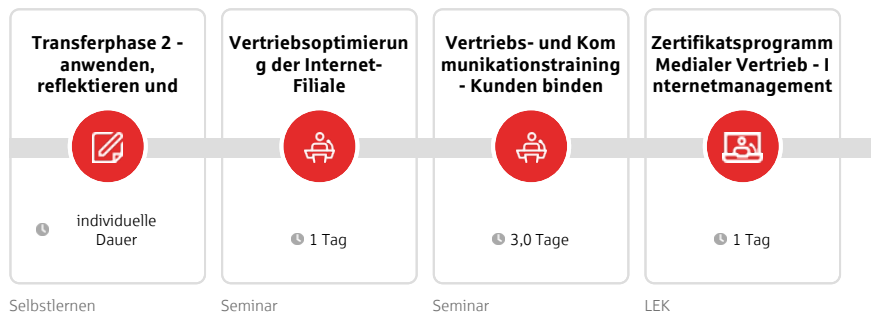 Transferphase 2 -
anwenden,
reflektieren und
individuelle
Dauer
Selbstlernen
Vertriebsoptimierun
g der Internet-
Filiale
1 Tag
Seminar
Vertriebs- und Kom
munikationstraining
- Kunden binden
3,0 Tage
Seminar
Zertifikatsprogramm
Medialer Vertrieb - I
nternetmanagement
1 Tag
LEK